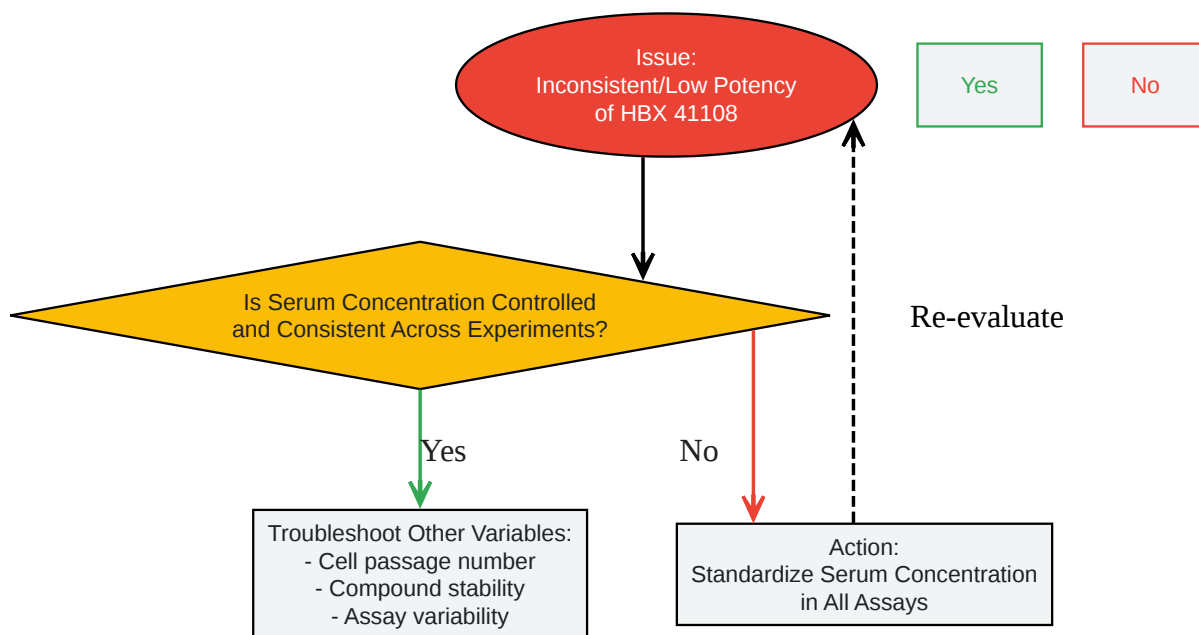 Issue:
Inconsistent/Low Potency
of HBX 41108
Yes
No
Is Serum Concentration Controlled
and Consistent Across Experiments?
Re-evaluate
Yes
No
Troubleshoot Other Variables:
- Cell passage number
- Compound stability
- Assay variability
Action:
Standardize Serum Concentration
in All Assays